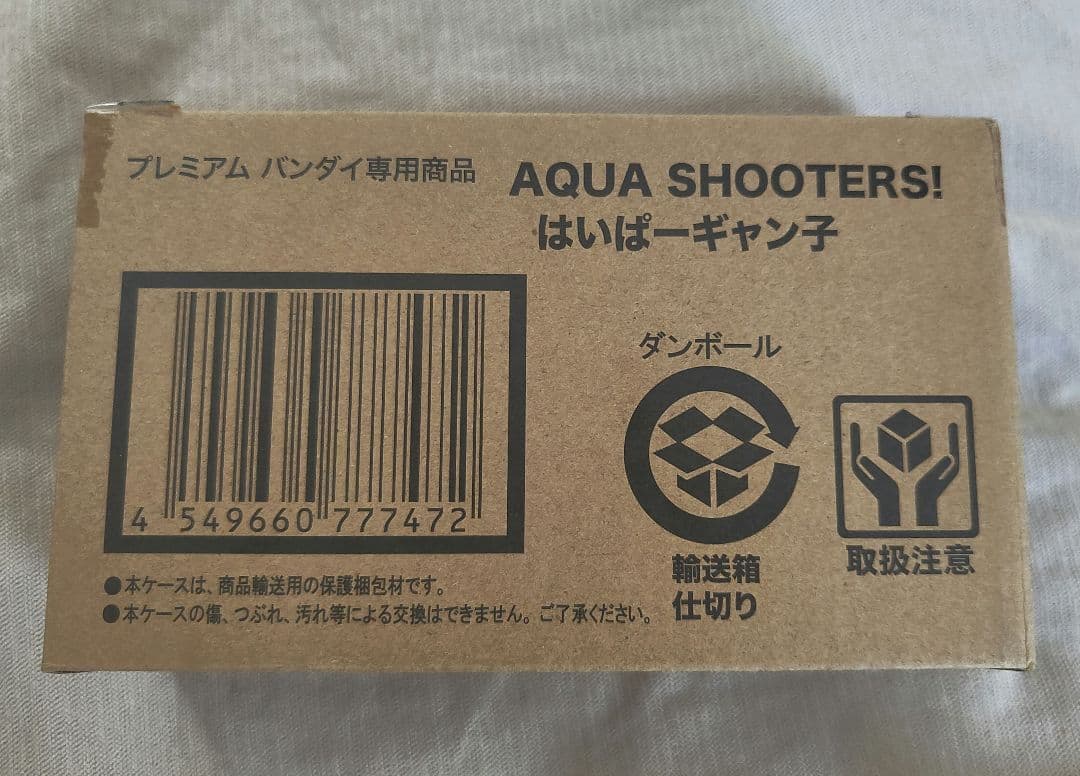 プレミアム バンダイ専用商品
AQUA SHOOTERS!
はいぱーギャン子
4 549660 777472
ダンボール
輸送箱
仕切り
取扱注意
●本ケースは、商品輸送用の保護梱包材です。
●本ケースの傷、つぶれ、汚れ等による交換はできません。ご了承ください。